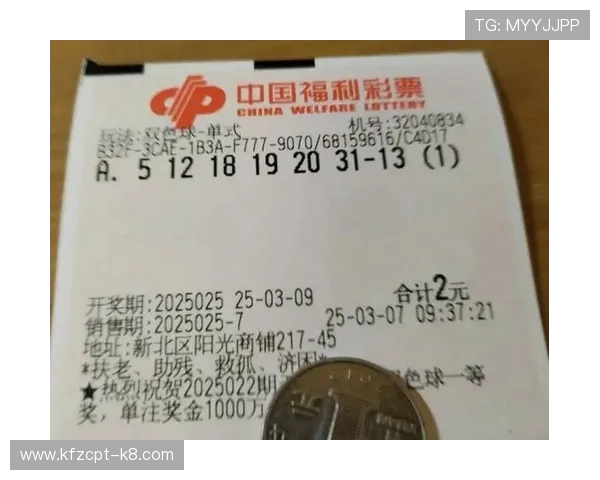 TG: MYYJJPP
中国福利彩票
CHINA WELFARE LOTTERY
玩法:双色球-单式 机号:32040834
B32F-3CAE-1B3A-F777-9070/68159616/C4D17
A. 5 12 18 19 20 31-13 (1)
开奖期:2025025 25-03-09 合计2元
销售期:2025025-7 25-03-07 09:37:21
地址:新北区阳光商铺217-45
*扶老、助残、救孤、济困*
★热烈祝贺2025022期 色球一等
奖,单注奖金1000万
www.kfzcpt-k8.com